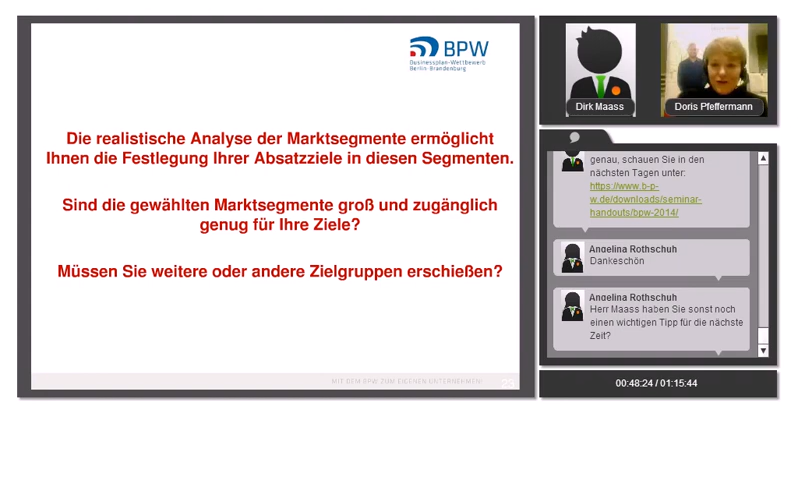 BPW
Businessplan-Wettbewerb
Berlin Brandenburg
Die realistische Analyse der Marktsegmente ermöglicht
Ihnen die Festlegung Ihrer Absatzziele in diesen Segmenten.
Sind die gewählten Marktsegmente groß und zugänglich
genug für Ihre Ziele?
Müssen Sie weitere oder andere Zielgruppen erschießen?
MIT DEM BPW ZUM EIGENEN UNTERNEHMEN!
23
Dirk Maass
Doris Pfeffermann
genau, schauen Sie in den
nächsten Tagen unter:
https://www.b-p-
w.de/downloads/seminar-
handouts/bpw-2014/
Angelina Rothschuh
Dankeschön
Angelina Rothschuh
Herr Maass haben Sie sonst noch
einen wichtigen Tipp für die nächste
Zeit?
00:48:24 / 01:15:44